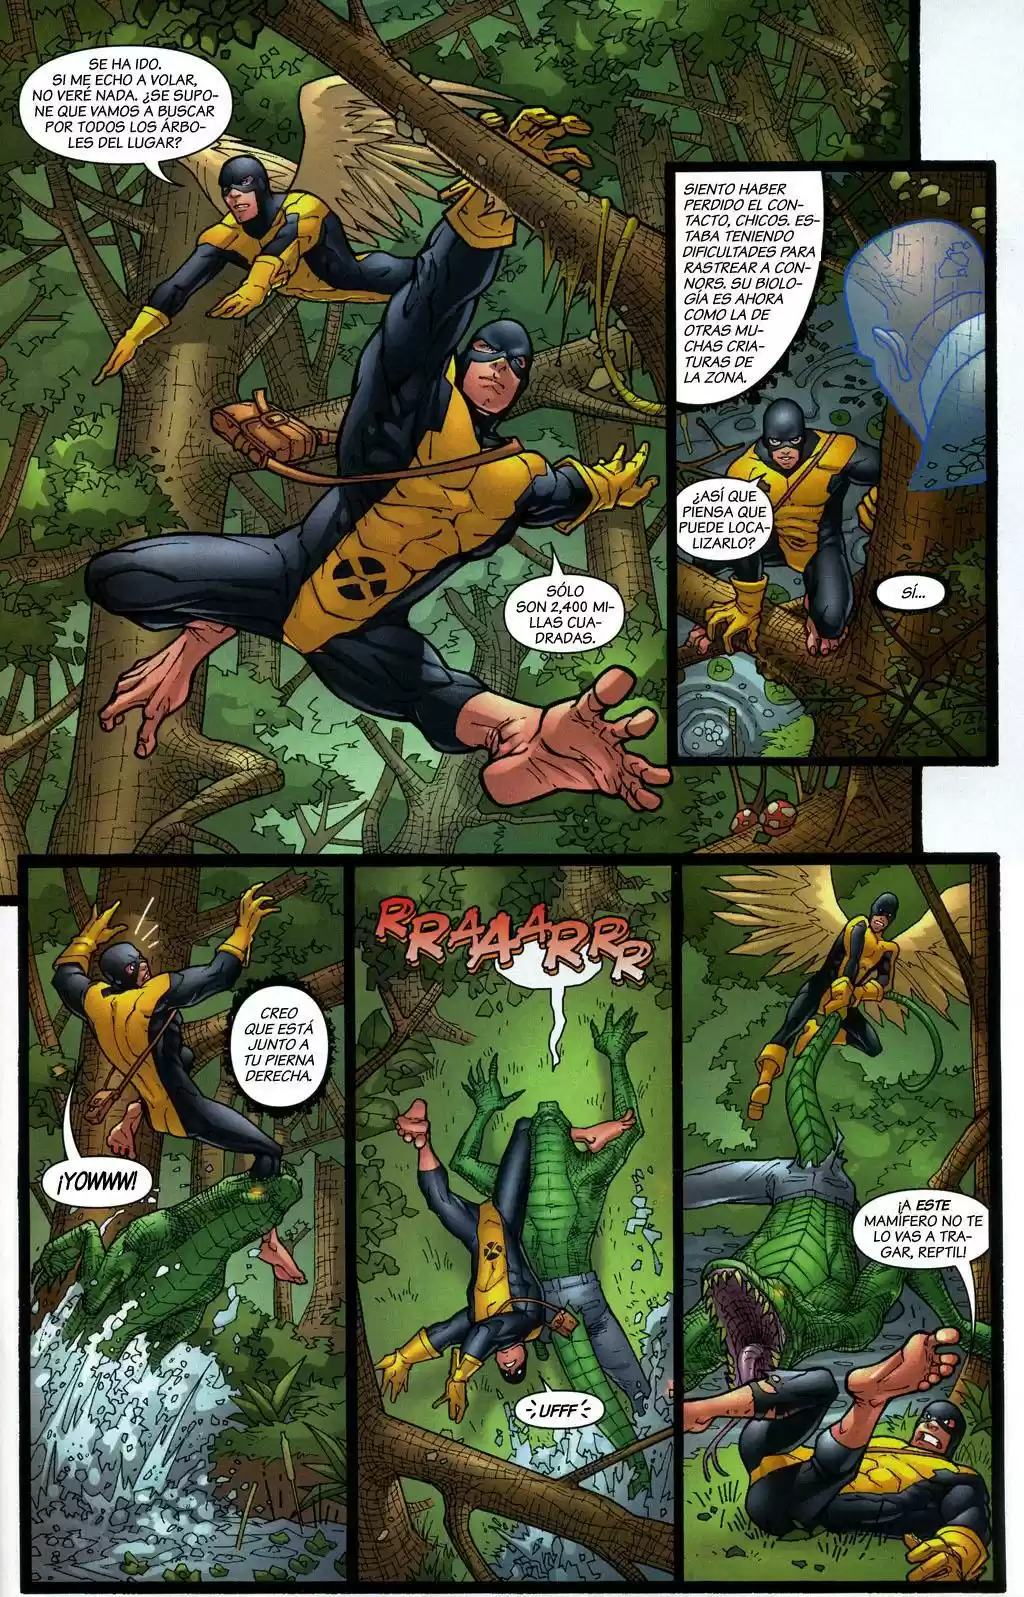 SE HA IDO.
SI ME ECHO A VOLAR,
NO VERÉ NADA. ¿SE SUPO-
NE QUE VAMOS A BUSCAR
POR TODOS LOS ÁRBO-
LES DEL LUGAR?
SÓLO
SON 2,400 MI-
LLAS CUA-
DRADAS.
SIENTO HABER
PERDIDO EL CON-
TACTO, CHICOS. ES-
TABA TENIENDO
DIFICULTADES PARA
RASTREAR A CON-
NORS. SU BIOLO-
GÍA ES AHORA
COMO LA DE
OTRAS MU-
CHAS CRIA-
TURAS DE
LA ZONA.
¿ASÍ QUE
PIENSA QUE
PUEDE LOCA-
LIZARLO?
SÍ...
CREO
QUE ESTÁ
JUNTO A
TU PIERNA
DERECHA.
¡YOWWW!
RRAAARRR
UFFF
¡A ESTE
MAMÍFERO NO TE
LO VAS A TRA-
GAR, REPTIL!